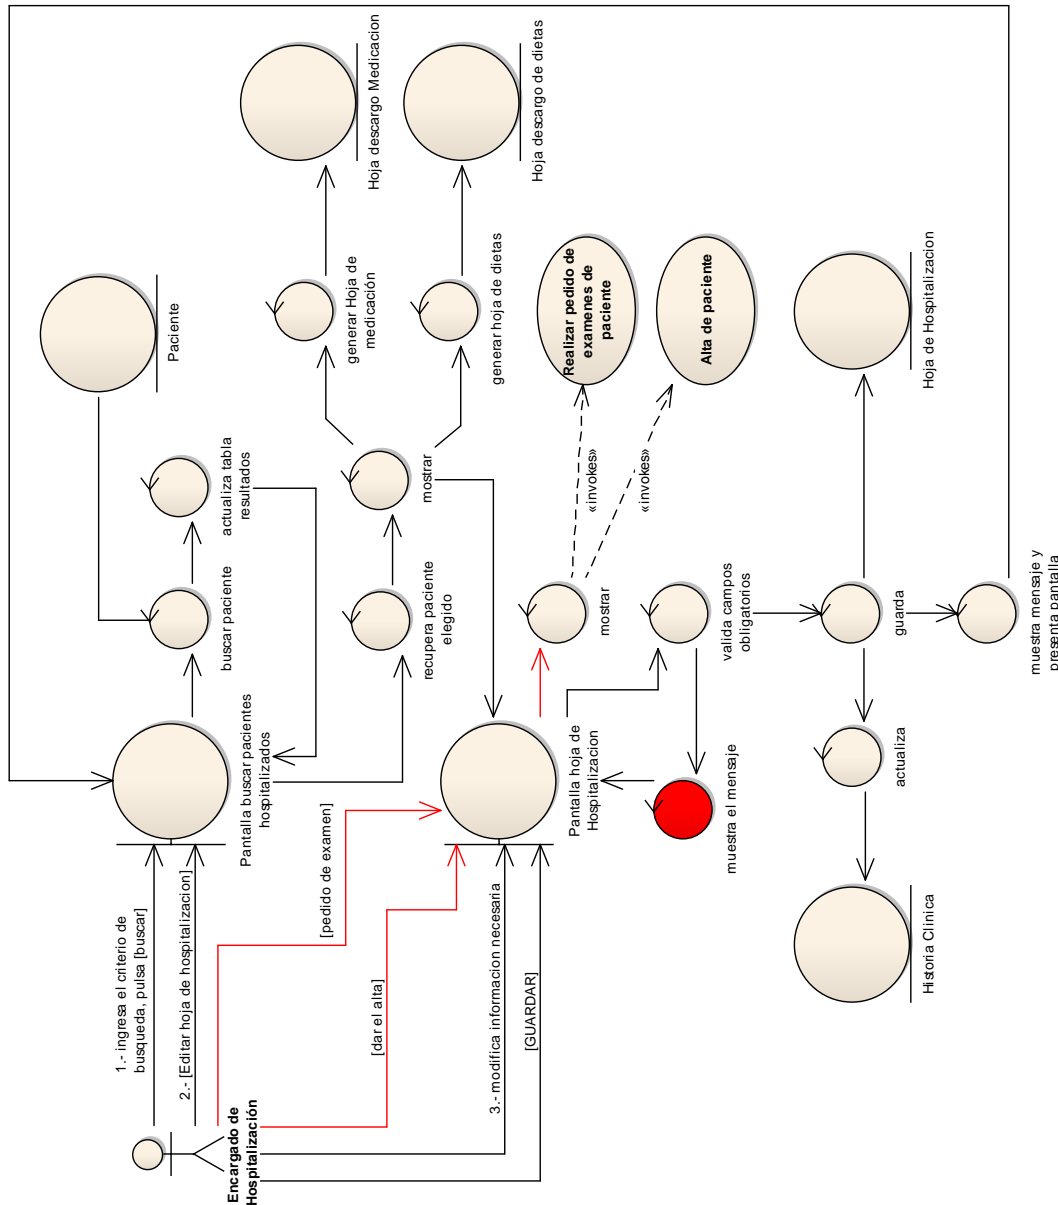 Encargado de
Hospitalización
1.- ingresa el criterio de
busqueda, pulsa [buscar]
2.- [Editar hoja de hospitalizacion]
[pedido de examen]
[dar el alta]
3.- modifica informacion necesaria
[GUARDAR]
Pantalla buscar pacientes
hospitalizados
buscar paciente
actualiza tabla
resultados
Paciente
recupera paciente
elegido
mostrar
generar Hoja de
medicación
Hoja descargo Medicacion
generar hoja de dietas
Hoja descargo de dietas
Pantalla hoja de
Hospitalizacion
mostrar
«invokes»
Realizar pedido de
examenes de
paciente
«invokes»
Alta de paciente
muestra el mensaje
valida campos
obligatorios
guarda
Hoja de Hospitalizacion
actualiza
Historia Clinica
muestra mensaje y
presenta pantalla